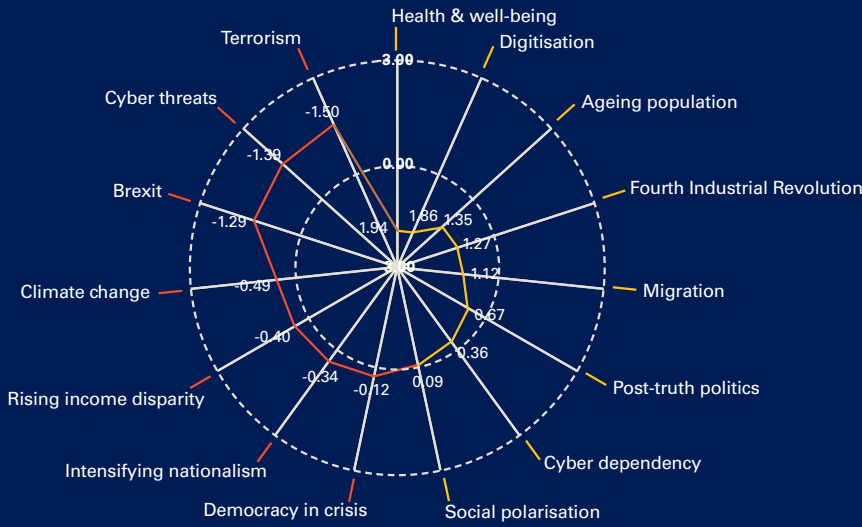 Health & well-being
Terrorism
Digitisation
-3.00
Cyber threats
Ageing population
-1.50
-1.39
0.00
Brexit
Fourth Industrial Revolution
-1.29
1.94
1.86
1.35
1.27
3.00
1.12
Climate change
-0.49
Migration
-0.40
0.67
-0.34
0.36
-0.12
0.09
Rising income disparity
Post-truth politics
Intensifying nationalism
Cyber dependency
Democracy in crisis
Social polarisation